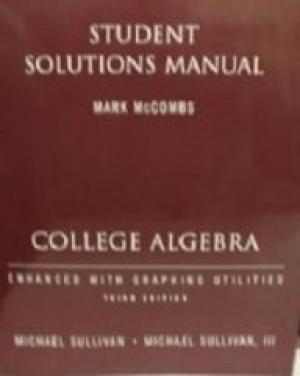 STUDENT
SOLUTIONS MANUAL
MARK McCOMBS
COLLEGE ALGEBRA
ENHANCED WITH GRAPHING UTILITIES
THIRD EDITION
MICHAEL SULLIVAN • MICHAEL SULLIVAN, III